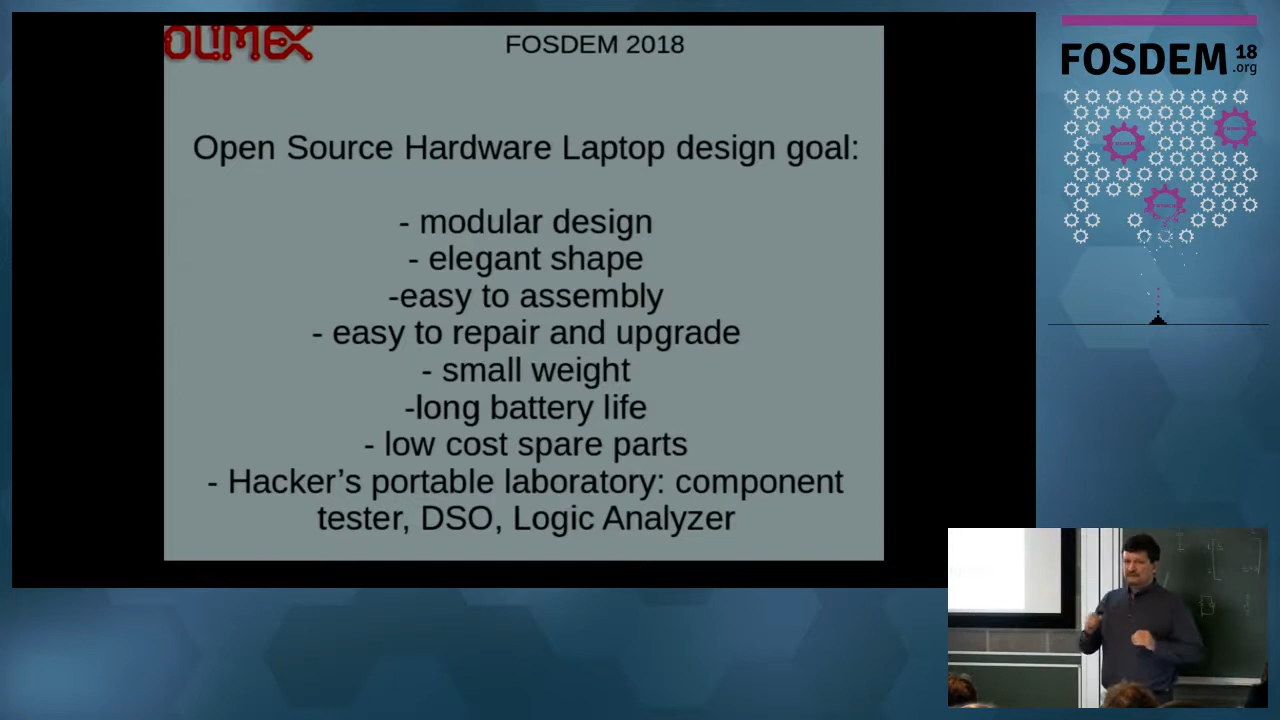 OLIMEX
FOSDEM 2018
Open Source Hardware Laptop design goal:
- modular design
- elegant shape
-easy to assembly
- easy to repair and upgrade
- small weight
-long battery life
- low cost spare parts
- Hacker’s portable laboratory: component
tester, DSO, Logic Analyzer
FOSDEM 18
.org